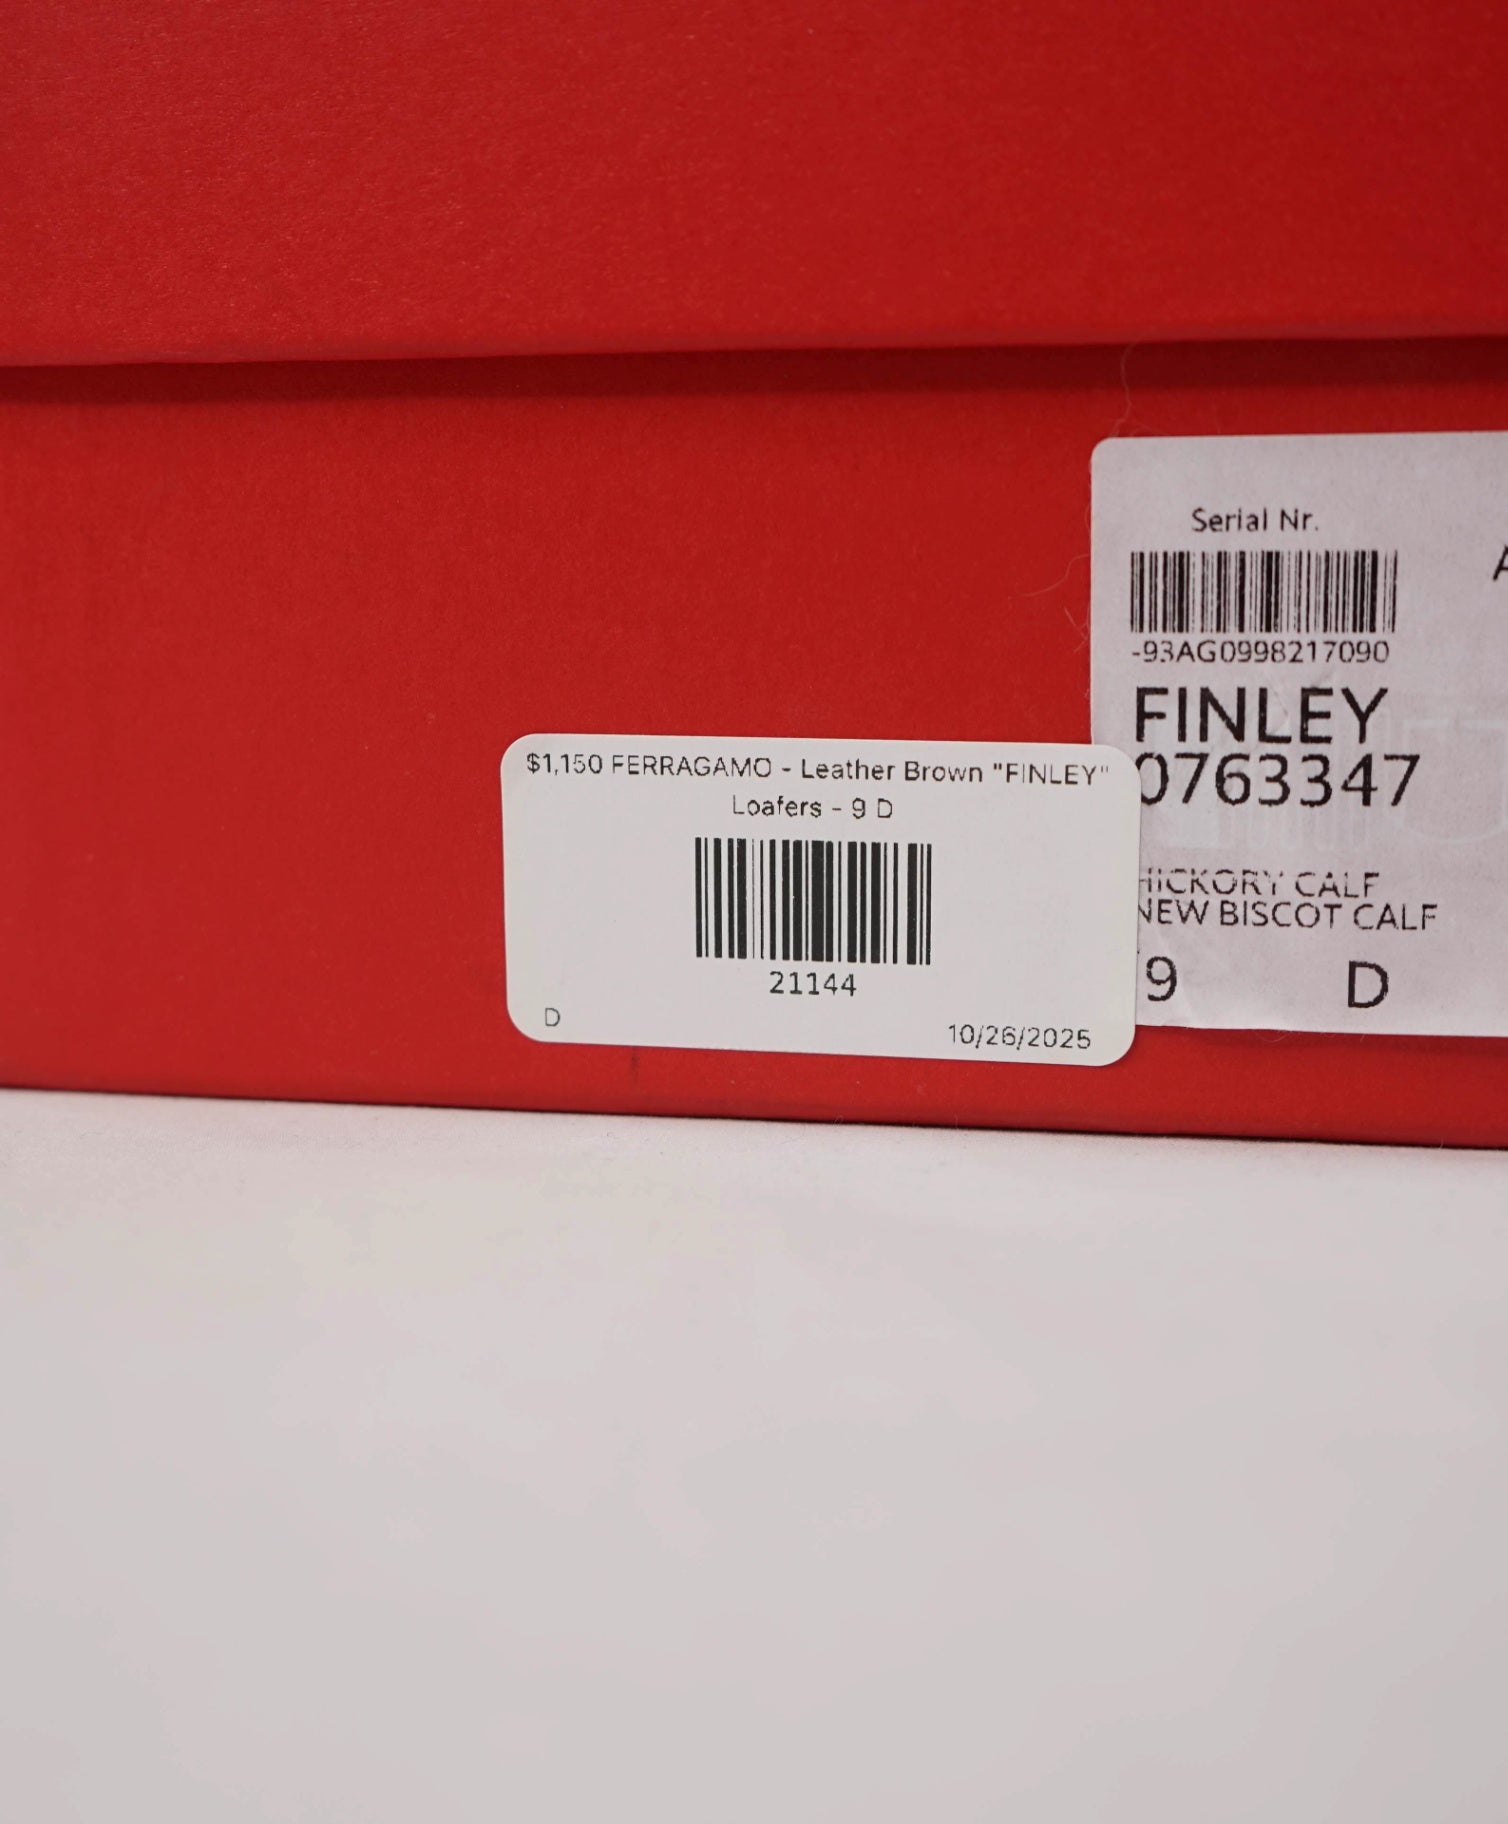 Serial Nr.
-93AG0998217090
FINLEY
0763347
HICKORY CALF
NEW BISCOT CALF
9 D
$1,150 FERRAGAMO - Leather Brown "FINLEY"
Loafers - 9 D
21144
D
10/26/2025